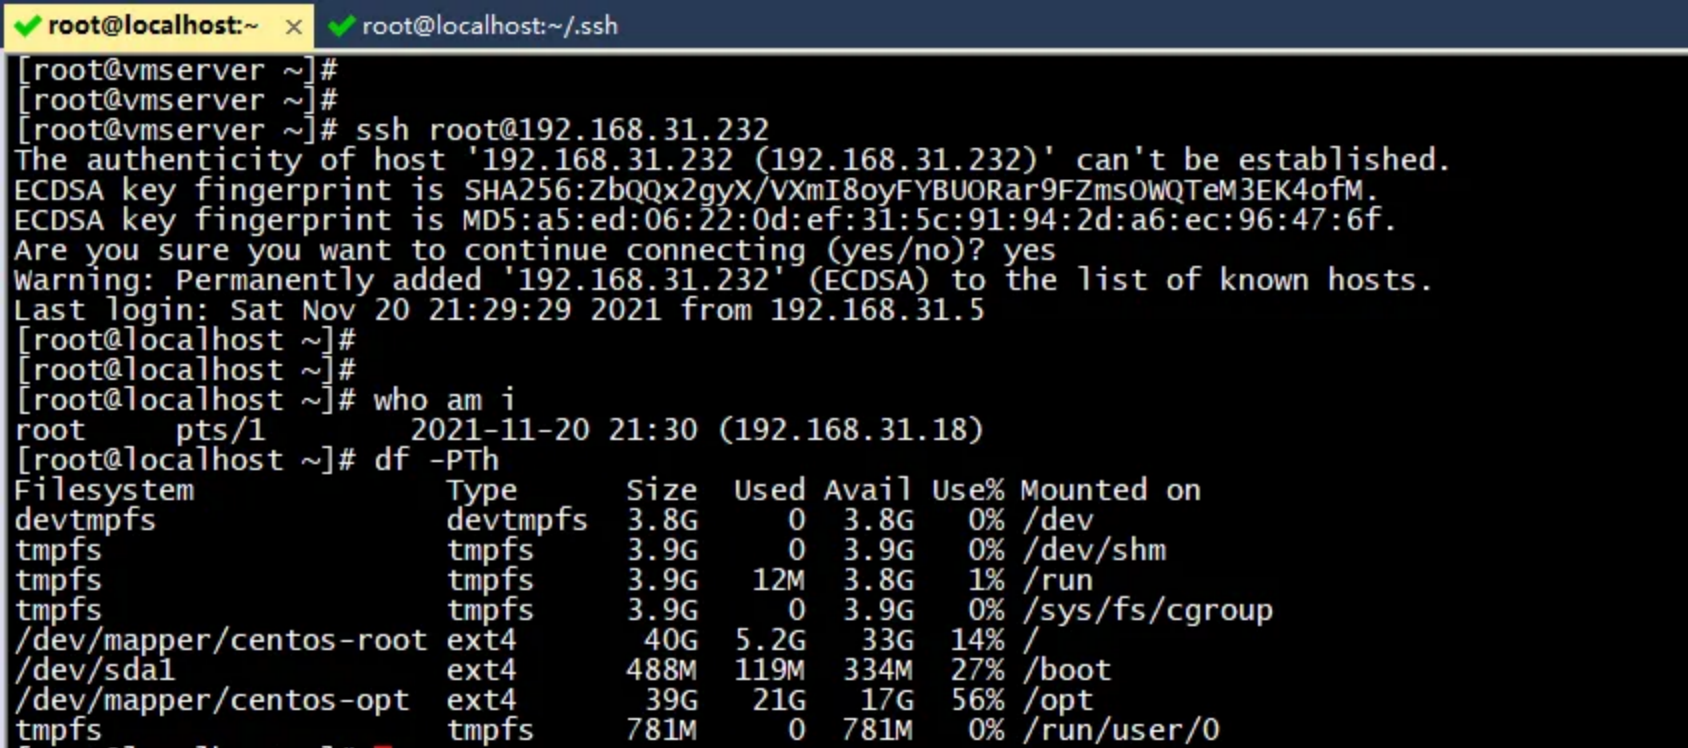 root@localhost:~ × root@localhost:~/.ssh
[root@vmserver ~]#
[root@vmserver ~]#
[root@vmserver ~]# ssh root@192.168.31.232
The authenticity of host '192.168.31.232 (192.168.31.232)' can't be established.
ECDSA key fingerprint is SHA256:ZbQQx2gyX/VXmI8oyFYBUORar9FZmsOWQTeM3EK4ofM.
ECDSA key fingerprint is MD5:a5:ed:06:22:0d:ef:31:5c:91:94:2d:a6:ec:96:47:6f.
Are you sure you want to continue connecting (yes/no)? yes
Warning: Permanently added '192.168.31.232' (ECDSA) to the list of known hosts.
Last login: Sat Nov 20 21:29:29 2021 from 192.168.31.5
[root@localhost ~]#
[root@localhost ~]#
[root@localhost ~]# who am i
root     pts/1        2021-11-20 21:30 (192.168.31.18)
[root@localhost ~]# df -PTh
Filesystem              Type      Size  Used Avail Use% Mounted on
devtmpfs                devtmpfs  3.8G     0  3.8G   0% /dev
tmpfs                   tmpfs     3.9G     0  3.9G   0% /dev/shm
tmpfs                   tmpfs     3.9G   12M  3.8G   1% /run
tmpfs                   tmpfs     3.9G     0  3.9G   0% /sys/fs/cgroup
/dev/mapper/centos-root ext4       40G  5.2G   33G  14% /
/dev/sda1               ext4      488M  119M  334M  27% /boot
/dev/mapper/centos-opt  ext4       39G   21G   17G  56% /opt
tmpfs                   tmpfs     781M     0  781M   0% /run/user/0